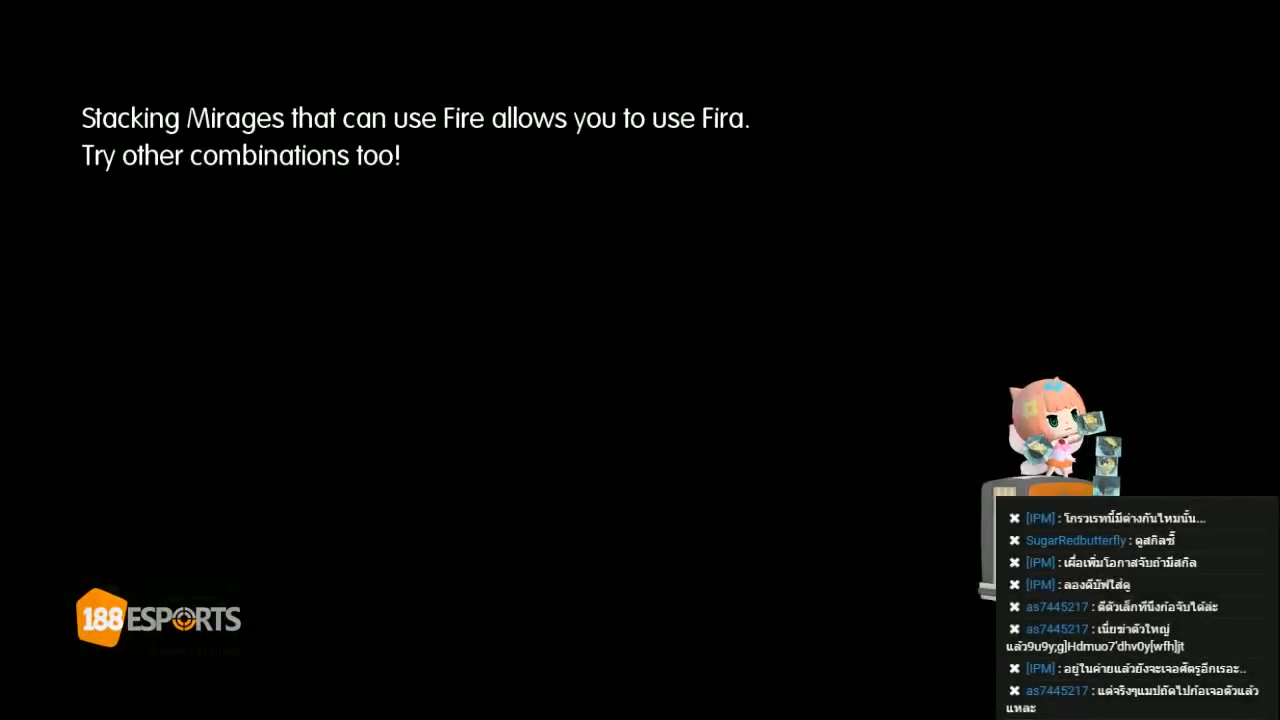 Stacking Mirages that can use Fire allows you to use Fira.
Try other combinations too!
188ESPORTS
✖ [IPM] : โกรวเรทนี้มีต่างกันไหมนั้น...
✖ SugarRedbutterfly : ดูสกิลซี๊
✖ [IPM] : เผื่อเพิ่มโอกาสจับถ้ามีสกิล
✖ [IPM] : ลองดีบัฟใส่ดู
✖ as7445217 : ตีตัวเล็กทีนึงก้อจับได้ล่ะ
✖ as7445217 : เนี่ยฆ่าตัวใหญ่
แล้ว9u9y;g]Hdmuo7'dhv0y[wfh]jt
✖ [IPM] : อยู่ในค่ายแล้วยังจะเจอศัตรูอีกเรอะ..
✖ as7445217 : แต่จริงๆแมปถัดไปก้อเจอตัวแล้ว
แหละ